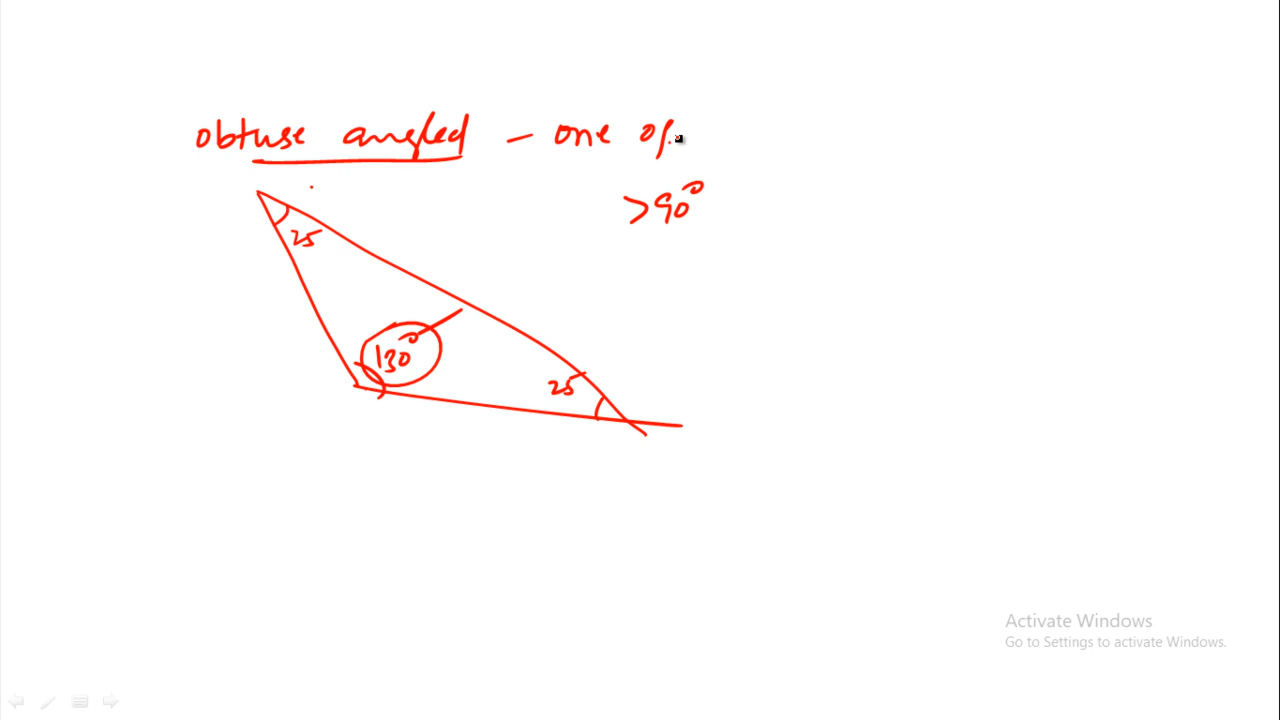 obtuse angled – one of
>90°
25
130°
25
Activate Windows
Go to Settings to activate Windows.